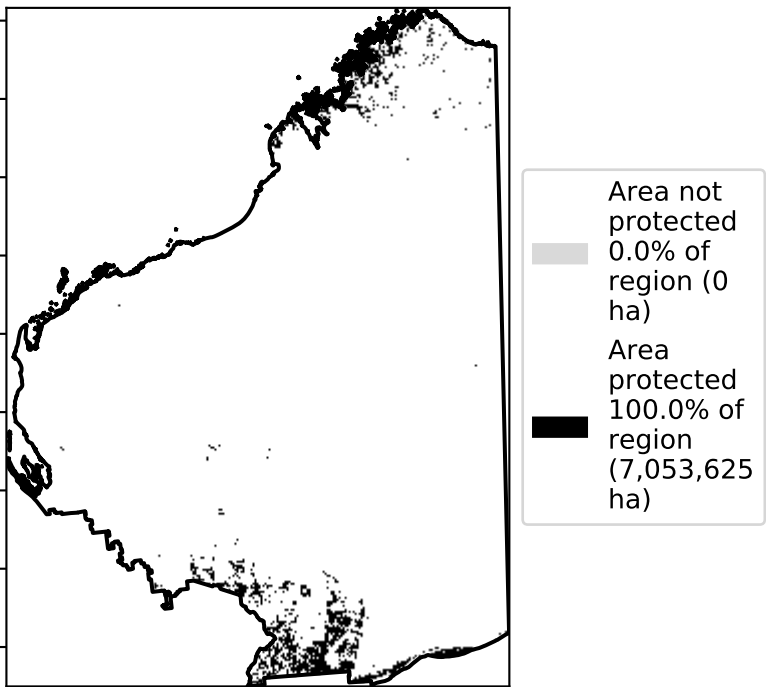 Area not
protected
0.0% of
region (0
ha)
Area
protected
100.0% of
region
(7,053,625
ha)